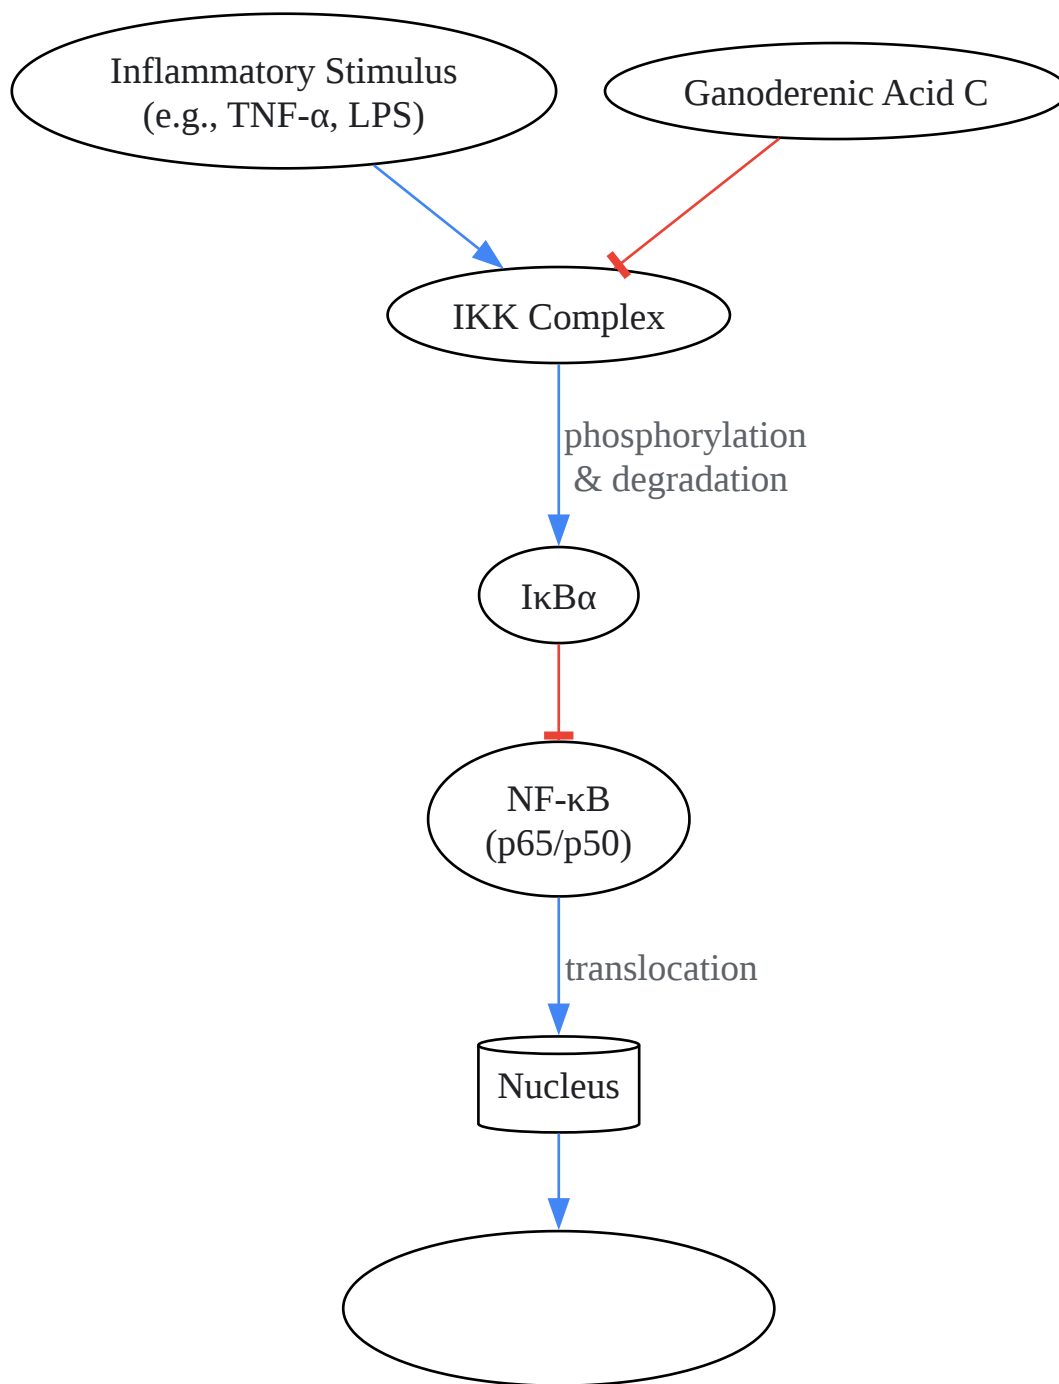 Inflammatory Stimulus
(e.g., TNF-α, LPS)
Ganoderenic Acid C
IKK Complex
phosphorylation
& degradation
IκBα
NF-κB
(p65/p50)
translocation
Nucleus